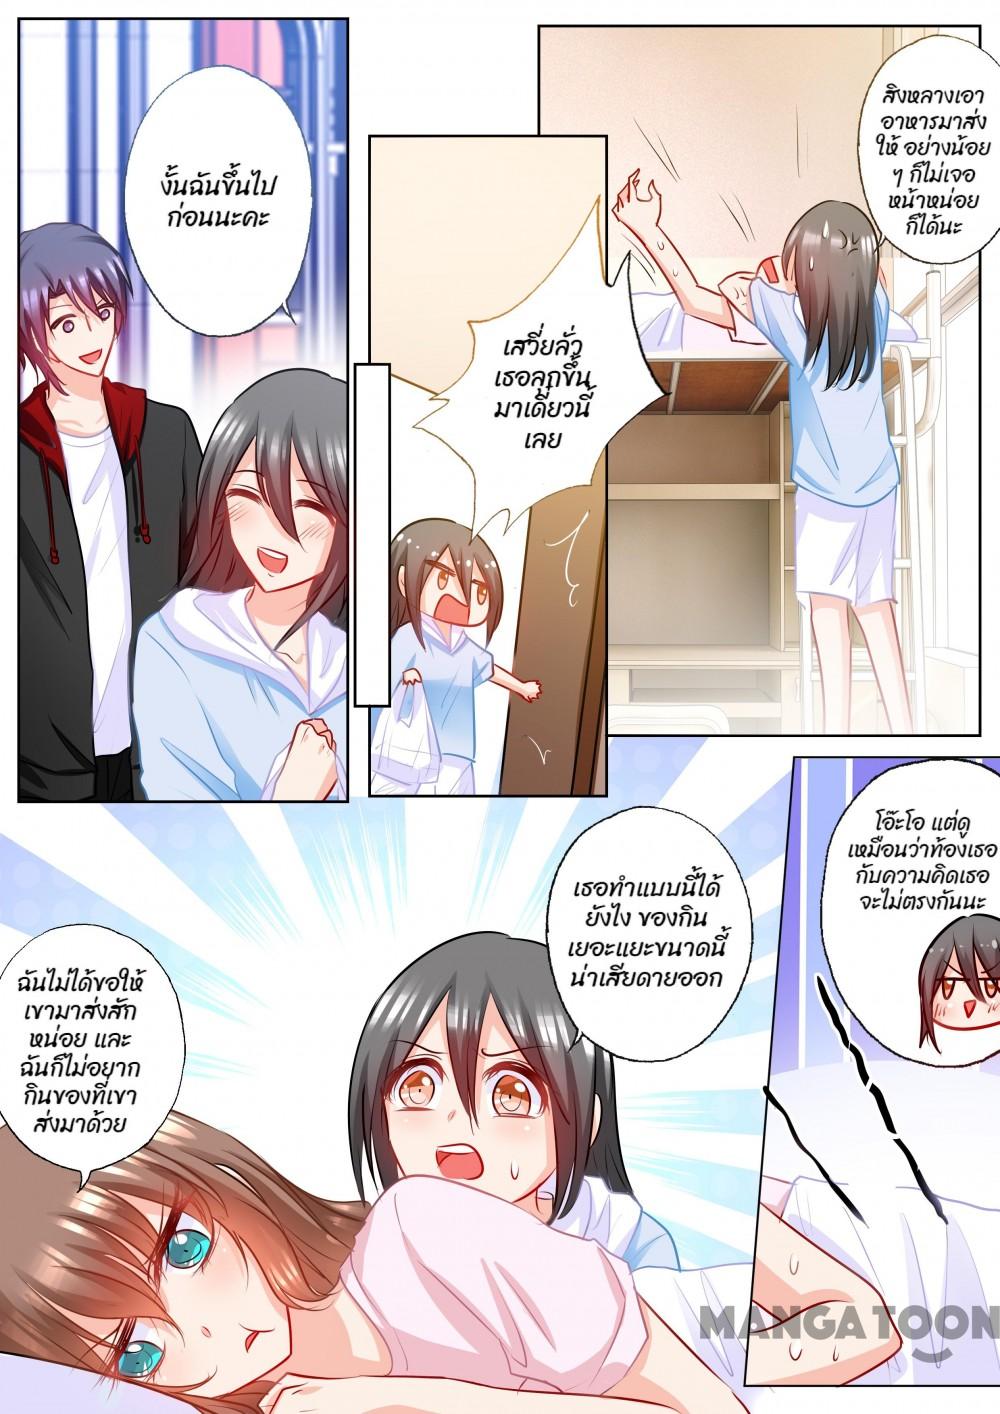 งั้นฉันขึ้นไป
ก่อนนะคะ
เสวี่ยลั่ว
เธอลุกขึ้น
มาเดี๋ยวนี้
เลย
สิงหลางเอา
อาหารมาส่ง
ให้ อย่างน้อย
ๆ ก็ไม่เจอ
หน้าหน่อย
ก็ได้นะ
ฉันไม่ได้ขอให้
เขามาส่งสัก
หน่อย และ
ฉันก็ไม่อยาก
กินของที่เขา
ส่งมาด้วย
เธอทำแบบนี้ได้
ยังไง ของกิน
เยอะแยะขนาดนี้
น่าเสียดายออก
โอ๊ะโอ แต่ดู
เหมือนว่าท้องเธอ
กับความคิดเธอ
จะไม่ตรงกันนะ
MANGATOON